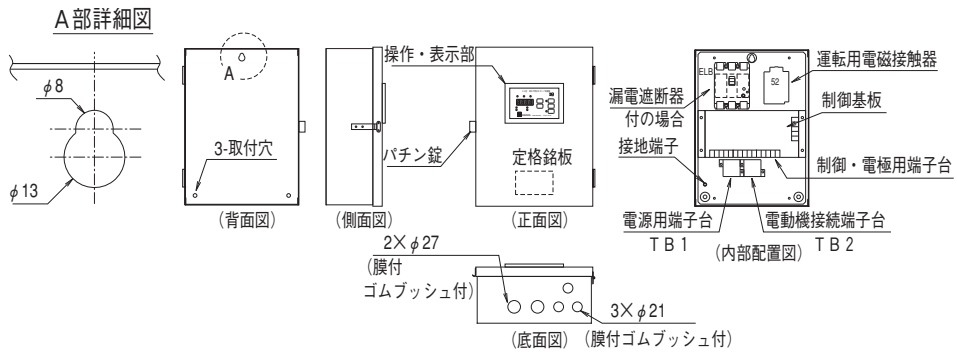 A部詳細図
φ8
φ13
A
3-取付穴
(背面図)
(側面図)
操作・表示部
パチン錠
定格銘板
(正面図)
ELB
52
漏電遮断器
付の場合
接地端子
運転用電磁接触器
制御基板
制御・電極用端子台
電源用端子台
TB1
電動機接続端子台
TB2
(内部配置図)
2×φ27
(膜付
ゴムブッシュ付)
(底面図)
3×φ21
(膜付ゴムブッシュ付)